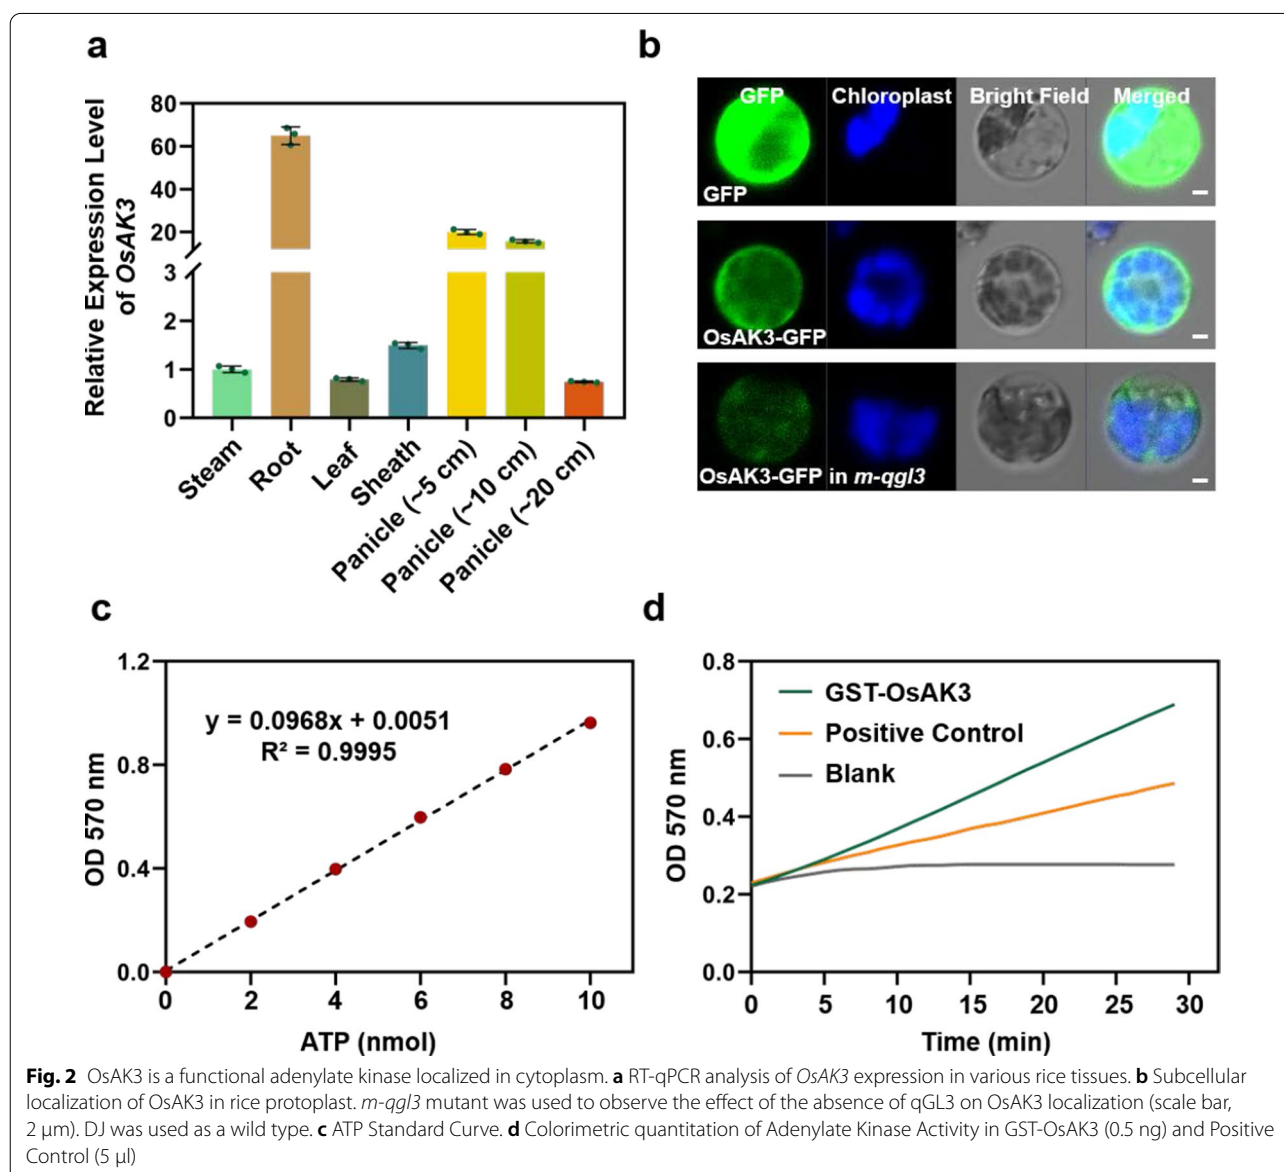 a
Relative Expression Level
of OsAK3
80
60
40
20
3
2
1
0
Steam
Root
Leaf
Sheath
Panicle (~5 cm)
Panicle (~10 cm)
Panicle (~20 cm)
b
GFP Chloroplast Bright Field Merged
GFP
OsAK3-GFP
OsAK3-GFP in m-qgl3
c
OD 570 nm
1.2
0.8
0.4
0.0
y = 0.0968x + 0.0051
R² = 0.9995
0 2 4 6 8 10
ATP (nmol)
d
OD 570 nm
0.8
0.6
0.4
0.2
0.0
GST-OsAK3
Positive Control
Blank
0 5 10 15 20 25 30
Time (min)
Fig. 2 OsAK3 is a functional adenylate kinase localized in cytoplasm. a RT-qPCR analysis of OsAK3 expression in various rice tissues. b Subcellular
localization of OsAK3 in rice protoplast. m-qgl3 mutant was used to observe the effect of the absence of qGL3 on OsAK3 localization (scale bar,
2 μm). DJ was used as a wild type. c ATP Standard Curve. d Colorimetric quantitation of Adenylate Kinase Activity in GST-OsAK3 (0.5 ng) and Positive
Control (5 μl)